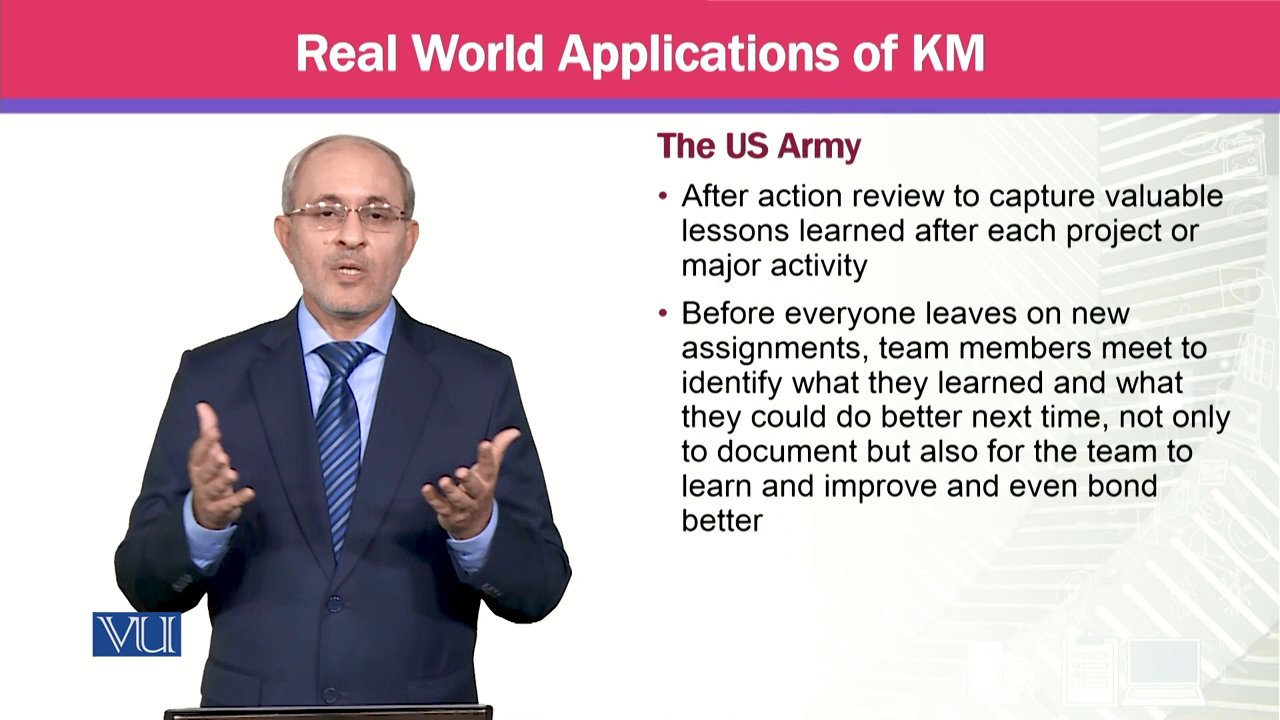 Real World Applications of KM
The US Army
• After action review to capture valuable
lessons learned after each project or
major activity
• Before everyone leaves on new
assignments, team members meet to
identify what they learned and what
they could do better next time, not only
to document but also for the team to
learn and improve and even bond
better
VU